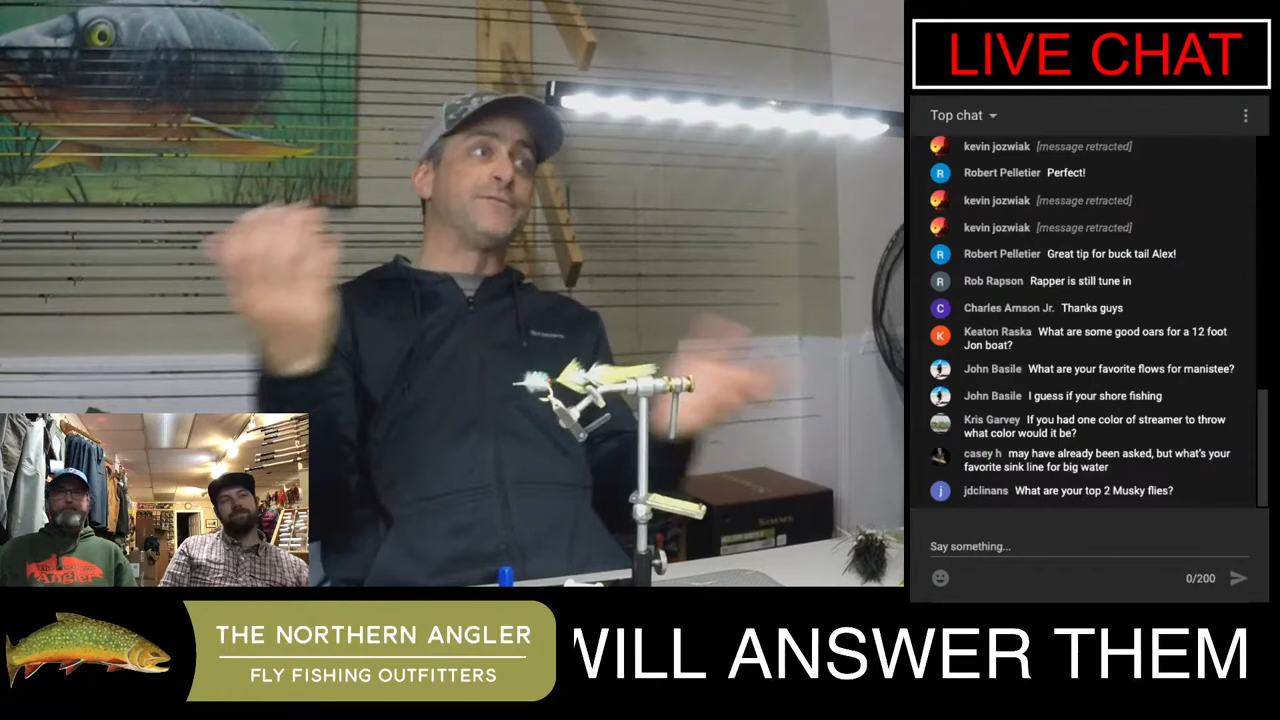 LIVE CHAT
Top chat
kevin jozwiak [message retracted]
Robert Pelletier Perfect!
kevin jozwiak [message retracted]
kevin jozwiak [message retracted]
R Robert Pelletier Great tip for buck tail Alex!
R Rob Rapson Rapper is still tune in
C Charles Arnson Jr. Thanks guys
K Keaton Raska What are some good oars for a 12 foot
Jon boat?
John Basile What are your favorite flows for manistee?
John Basile I guess if your shore fishing
Kris Garvey If you had one color of streamer to throw
what color would it be?
casey h may have already been asked, but what's your
favorite sink line for big water
j jdclinans What are your top 2 Musky flies?
Say something...
0/200
SIMMS
Angler
THE NORTHERN ANGLER
FLY FISHING OUTFITTERS
WILL ANSWER THEM